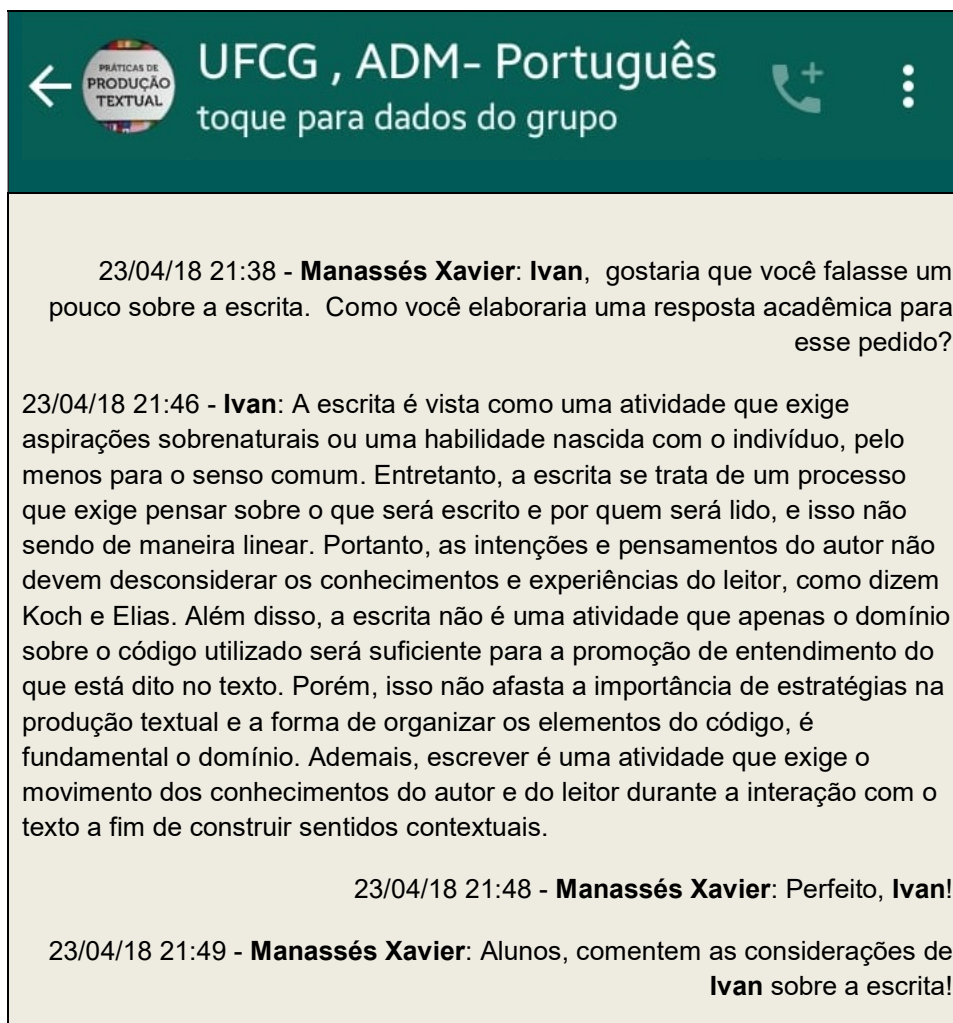 PRÁTICAS DE
PRODUÇÃO
TEXTUAL
UFCG , ADM- Português
toque para dados do grupo
23/04/18 21:38 - Manassés Xavier: Ivan, gostaria que você falasse um
pouco sobre a escrita. Como você elaboraria uma resposta acadêmica para
esse pedido?
23/04/18 21:46 - Ivan: A escrita é vista como uma atividade que exige
aspirações sobrenaturais ou uma habilidade nascida com o indivíduo, pelo
menos para o senso comum. Entretanto, a escrita se trata de um processo
que exige pensar sobre o que será escrito e por quem será lido, e isso não
sendo de maneira linear. Portanto, as intenções e pensamentos do autor não
devem desconsiderar os conhecimentos e experiências do leitor, como dizem
Koch e Elias. Além disso, a escrita não é uma atividade que apenas o domínio
sobre o código utilizado será suficiente para a promoção de entendimento do
que está dito no texto. Porém, isso não afasta a importância de estratégias na
produção textual e a forma de organizar os elementos do código, é
fundamental o domínio. Ademais, escrever é uma atividade que exige o
movimento dos conhecimentos do autor e do leitor durante a interação com o
texto a fim de construir sentidos contextuais.
23/04/18 21:48 - Manassés Xavier: Perfeito, Ivan!
23/04/18 21:49 - Manassés Xavier: Alunos, comentem as considerações de
Ivan sobre a escrita!